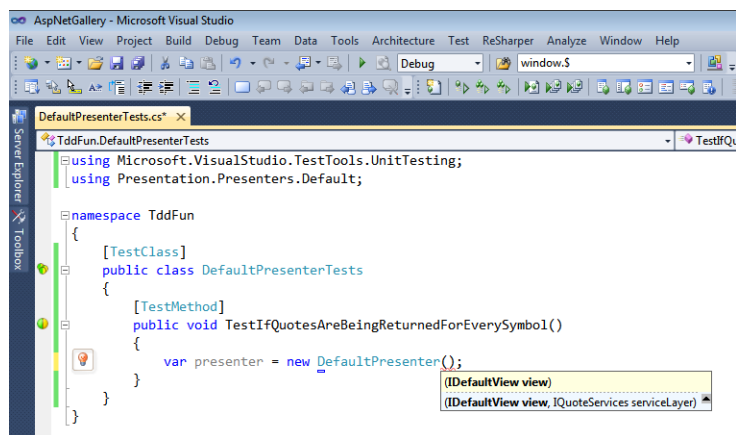 AspNetGallery - Microsoft Visual Studio
File Edit View Project Build Debug Team Data Tools Architecture Test ReSharper Analyze Window Help
Debug window.$
DefaultPresenterTests.cs*
Server Explorer
Toolbox
TddFun.DefaultPresenterTests TestIfQu
using Microsoft.VisualStudio.TestTools.UnitTesting;
using Presentation.Presenters.Default;
namespace TddFun
{
[TestClass]
public class DefaultPresenterTests
{
[TestMethod]
public void TestIfQuotesAreBeingReturnedForEverySymbol()
{
var presenter = new DefaultPresenter();
(IDefaultView view)
(IDefaultView view, IQuoteServices serviceLayer)
}
}
}